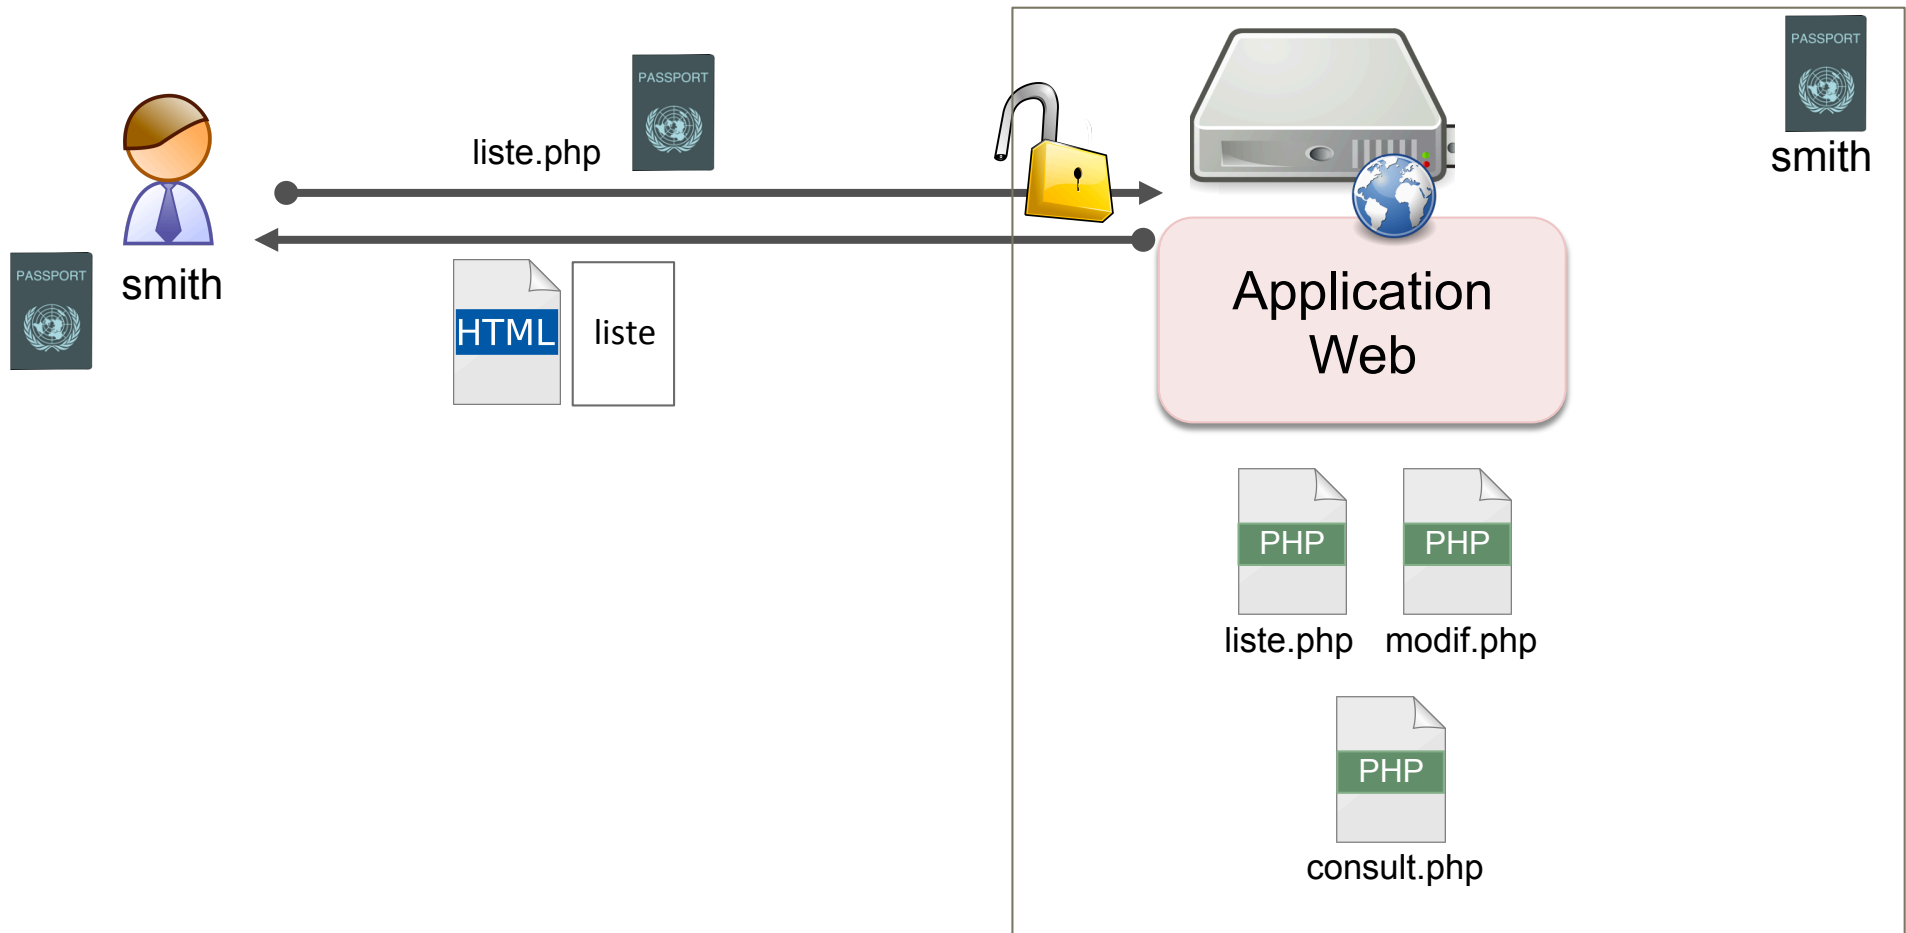 PASSPORT
liste.php
PASSPORT
smith
PASSPORT
smith
HTML
liste
Application
Web
PHP
PHP
liste.php
modif.php
PHP
consult.php